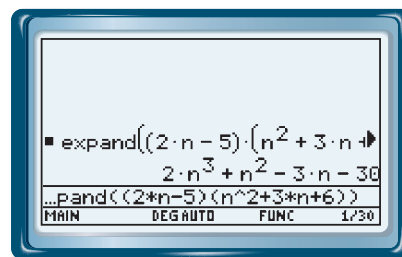 ▪ expand((2·n − 5)·(n² + 3·n +▶
2·n³ + n² − 3·n − 30
…pand((2*n-5)(n^2+3*n+6))
MAIN DEG AUTO FUNC 1/30